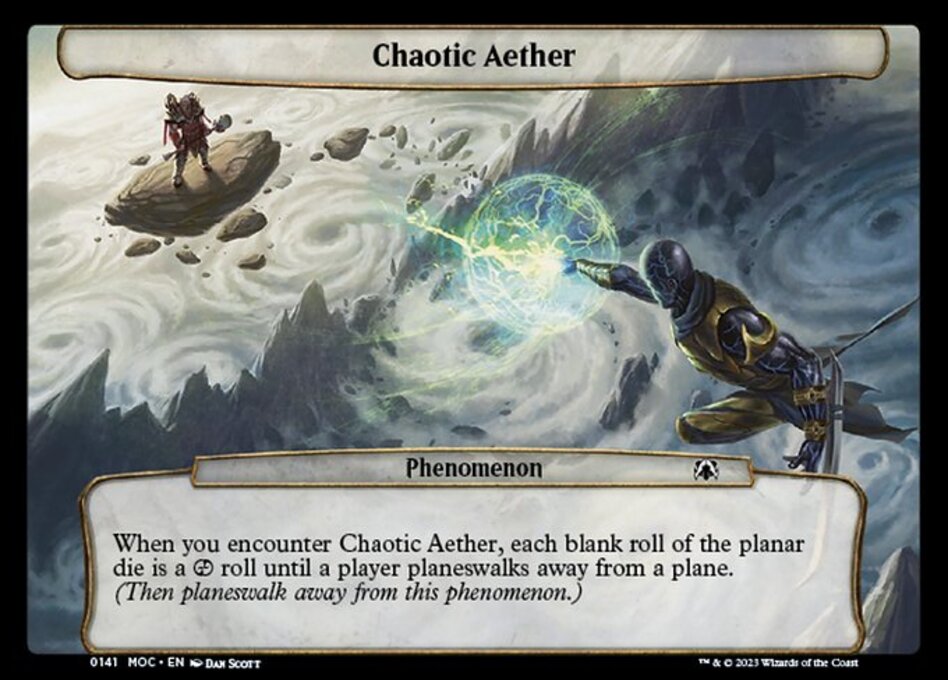 Chaotic Aether
Phenomenon
When you encounter Chaotic Aether, each blank roll of the planar
die is a roll until a player planeswalks away from a plane.
(Then planeswalk away from this phenomenon.)
0141 MOC • EN DAN SCOTT
™ & © 2023 Wizards of the Coast